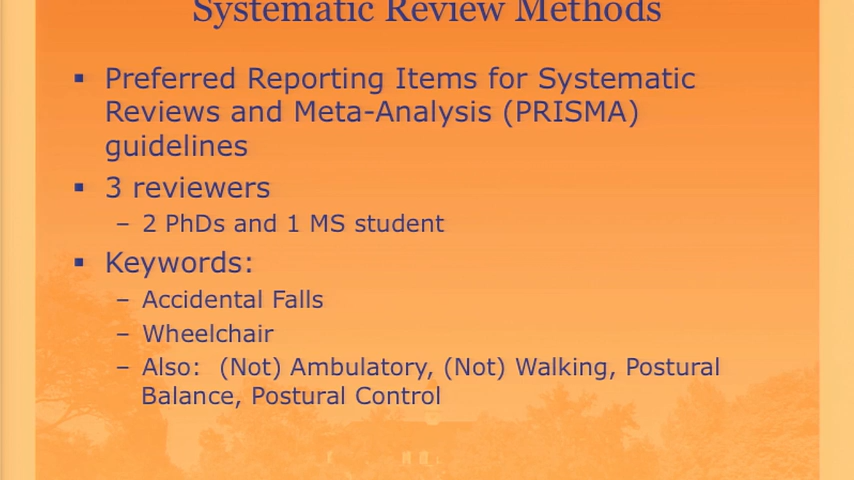 Systematic Review Methods
▪ Preferred Reporting Items for Systematic
Reviews and Meta-Analysis (PRISMA)
guidelines
▪ 3 reviewers
– 2 PhDs and 1 MS student
▪ Keywords:
– Accidental Falls
– Wheelchair
– Also:  (Not) Ambulatory, (Not) Walking, Postural
Balance, Postural Control